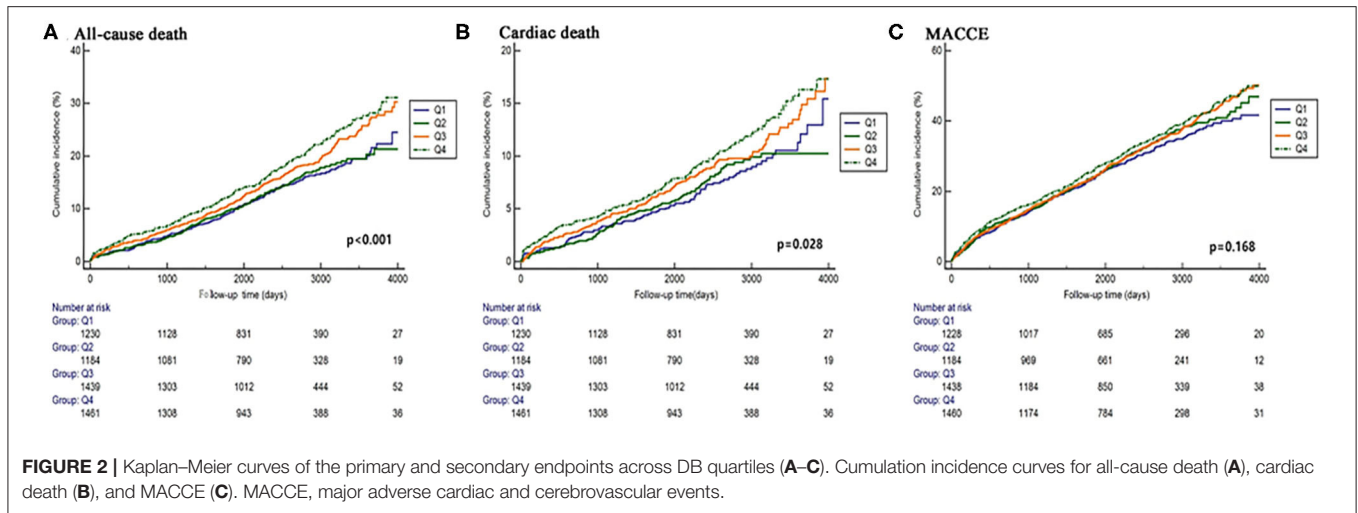 A All-cause death
40
30
20
10
0
Cumulative incidence (%)
Q1
Q2
Q3
Q4
p<0.001
0 1000 2000 3000 4000
Follow-up time (days)
Number at risk
Group: Q1
1230 1128 831 390 27
Group: Q2
1184 1081 790 328 19
Group: Q3
1439 1303 1012 444 52
Group: Q4
1461 1308 943 388 36
B Cardiac death
20
15
10
5
0
Cumulative incidence (%)
Q1
Q2
Q3
Q4
p=0.028
0 1000 2000 3000 4000
Follow-up time(days)
Number at risk
Group: Q1
1230 1128 831 390 27
Group: Q2
1184 1081 790 328 19
Group: Q3
1439 1303 1012 444 52
Group: Q4
1461 1308 943 388 36
C MACCE
60
40
20
0
Cumulative incidence (%)
Q1
Q2
Q3
Q4
p=0.168
0 1000 2000 3000 4000
Follow-up time(days)
Number at risk
Group: Q1
1228 1017 685 296 20
Group: Q2
1184 969 661 241 12
Group: Q3
1438 1184 850 339 38
Group: Q4
1460 1174 784 298 31
FIGURE 2 | Kaplan–Meier curves of the primary and secondary endpoints across DB quartiles (A–C). Cumulation incidence curves for all-cause death (A), cardiac
death (B), and MACCE (C). MACCE, major adverse cardiac and cerebrovascular events.